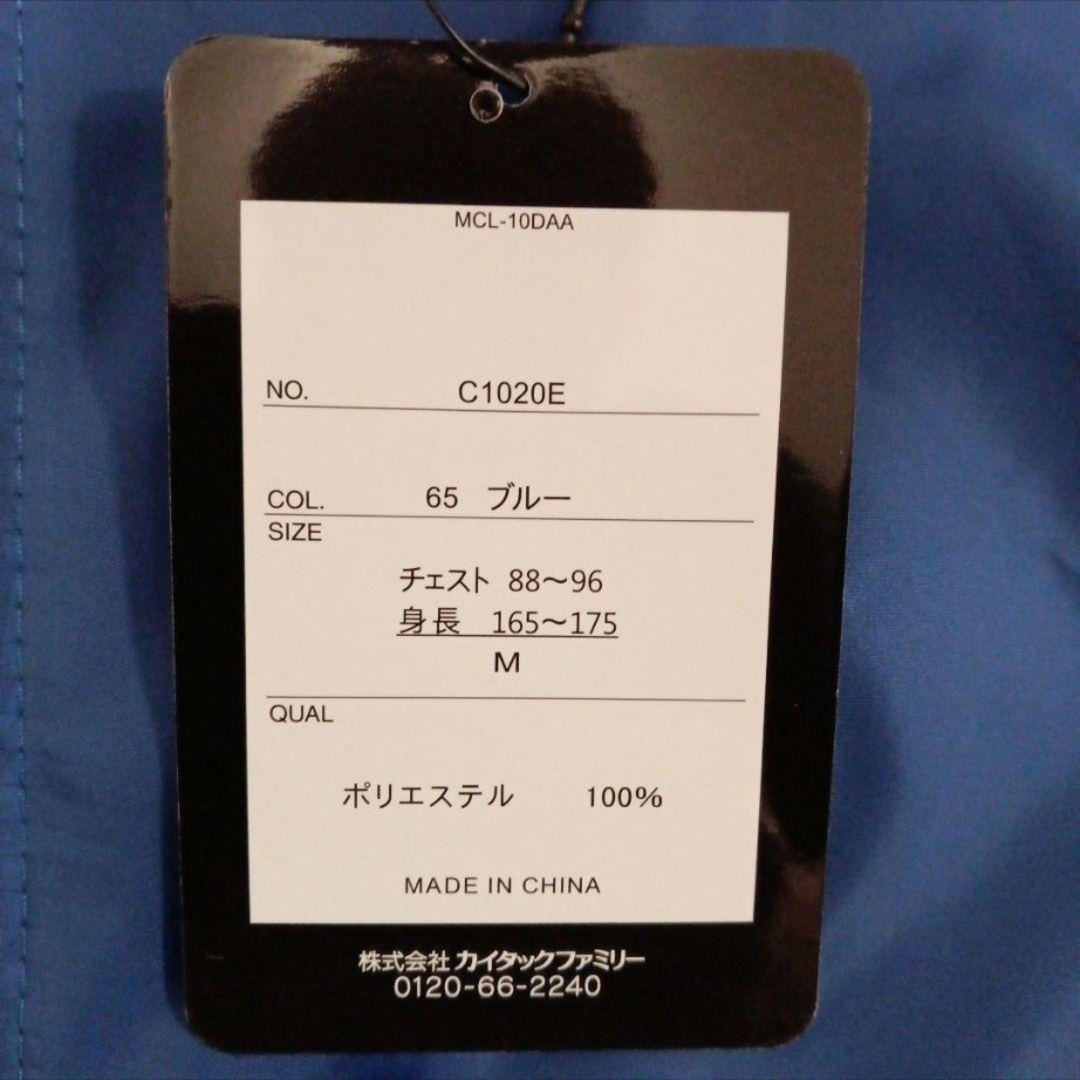 MCL-10DAA
NO. C1020E
COL. 65 ブルー
SIZE
チェスト 88〜96
身長 165〜175
M
QUAL
ポリエステル 100%
MADE IN CHINA
株式会社 カイタックファミリー
0120-66-2240